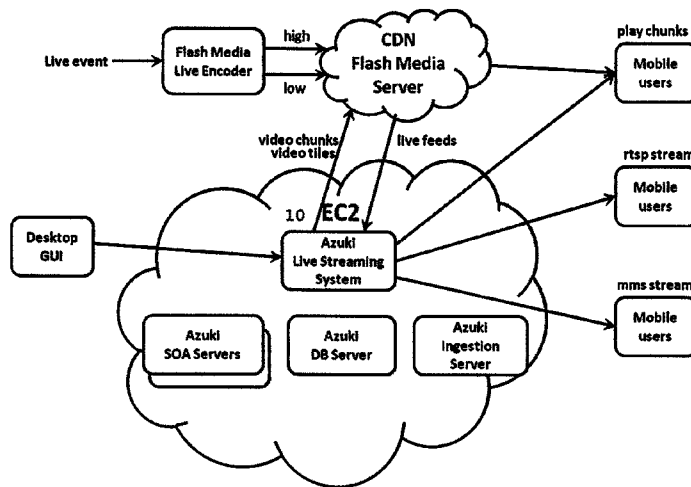 play chunks
high
CDN
Flash Media
Server
Flash Media
Live Encoder
Mobile
users
Live event
low
video chunks
video tiles
live feeds
rtsp stream
Mobile
users
10
EC2
Desktop
GUI
Azuki
Live Streaming
System
mms stream
Mobile
users
Azuki
SOA Servers
Azuki
DB Server
Azuki
Ingestion
Server